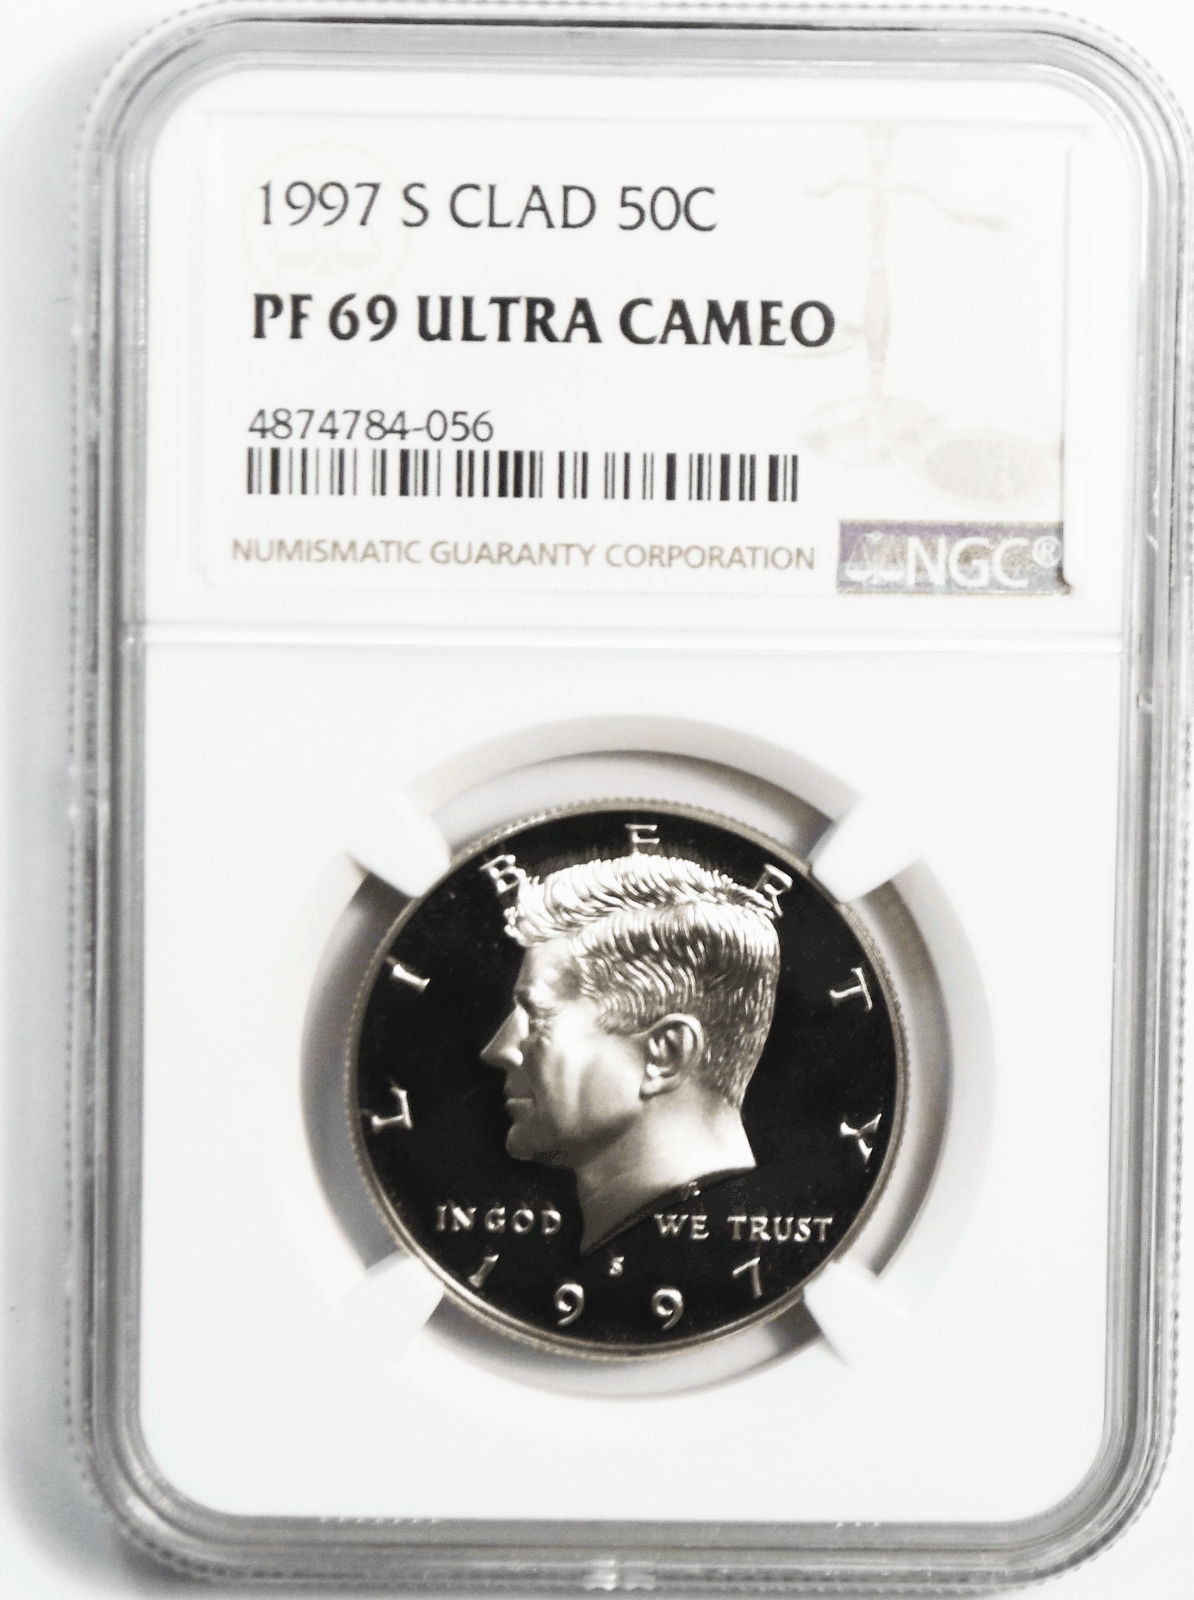 1997 S CLAD 50C
PF 69 ULTRA CAMEO
4874784-056
NUMISMATIC GUARANTY CORPORATION NGC®
LIBERTY
IN GOD WE TRUST
S
1997